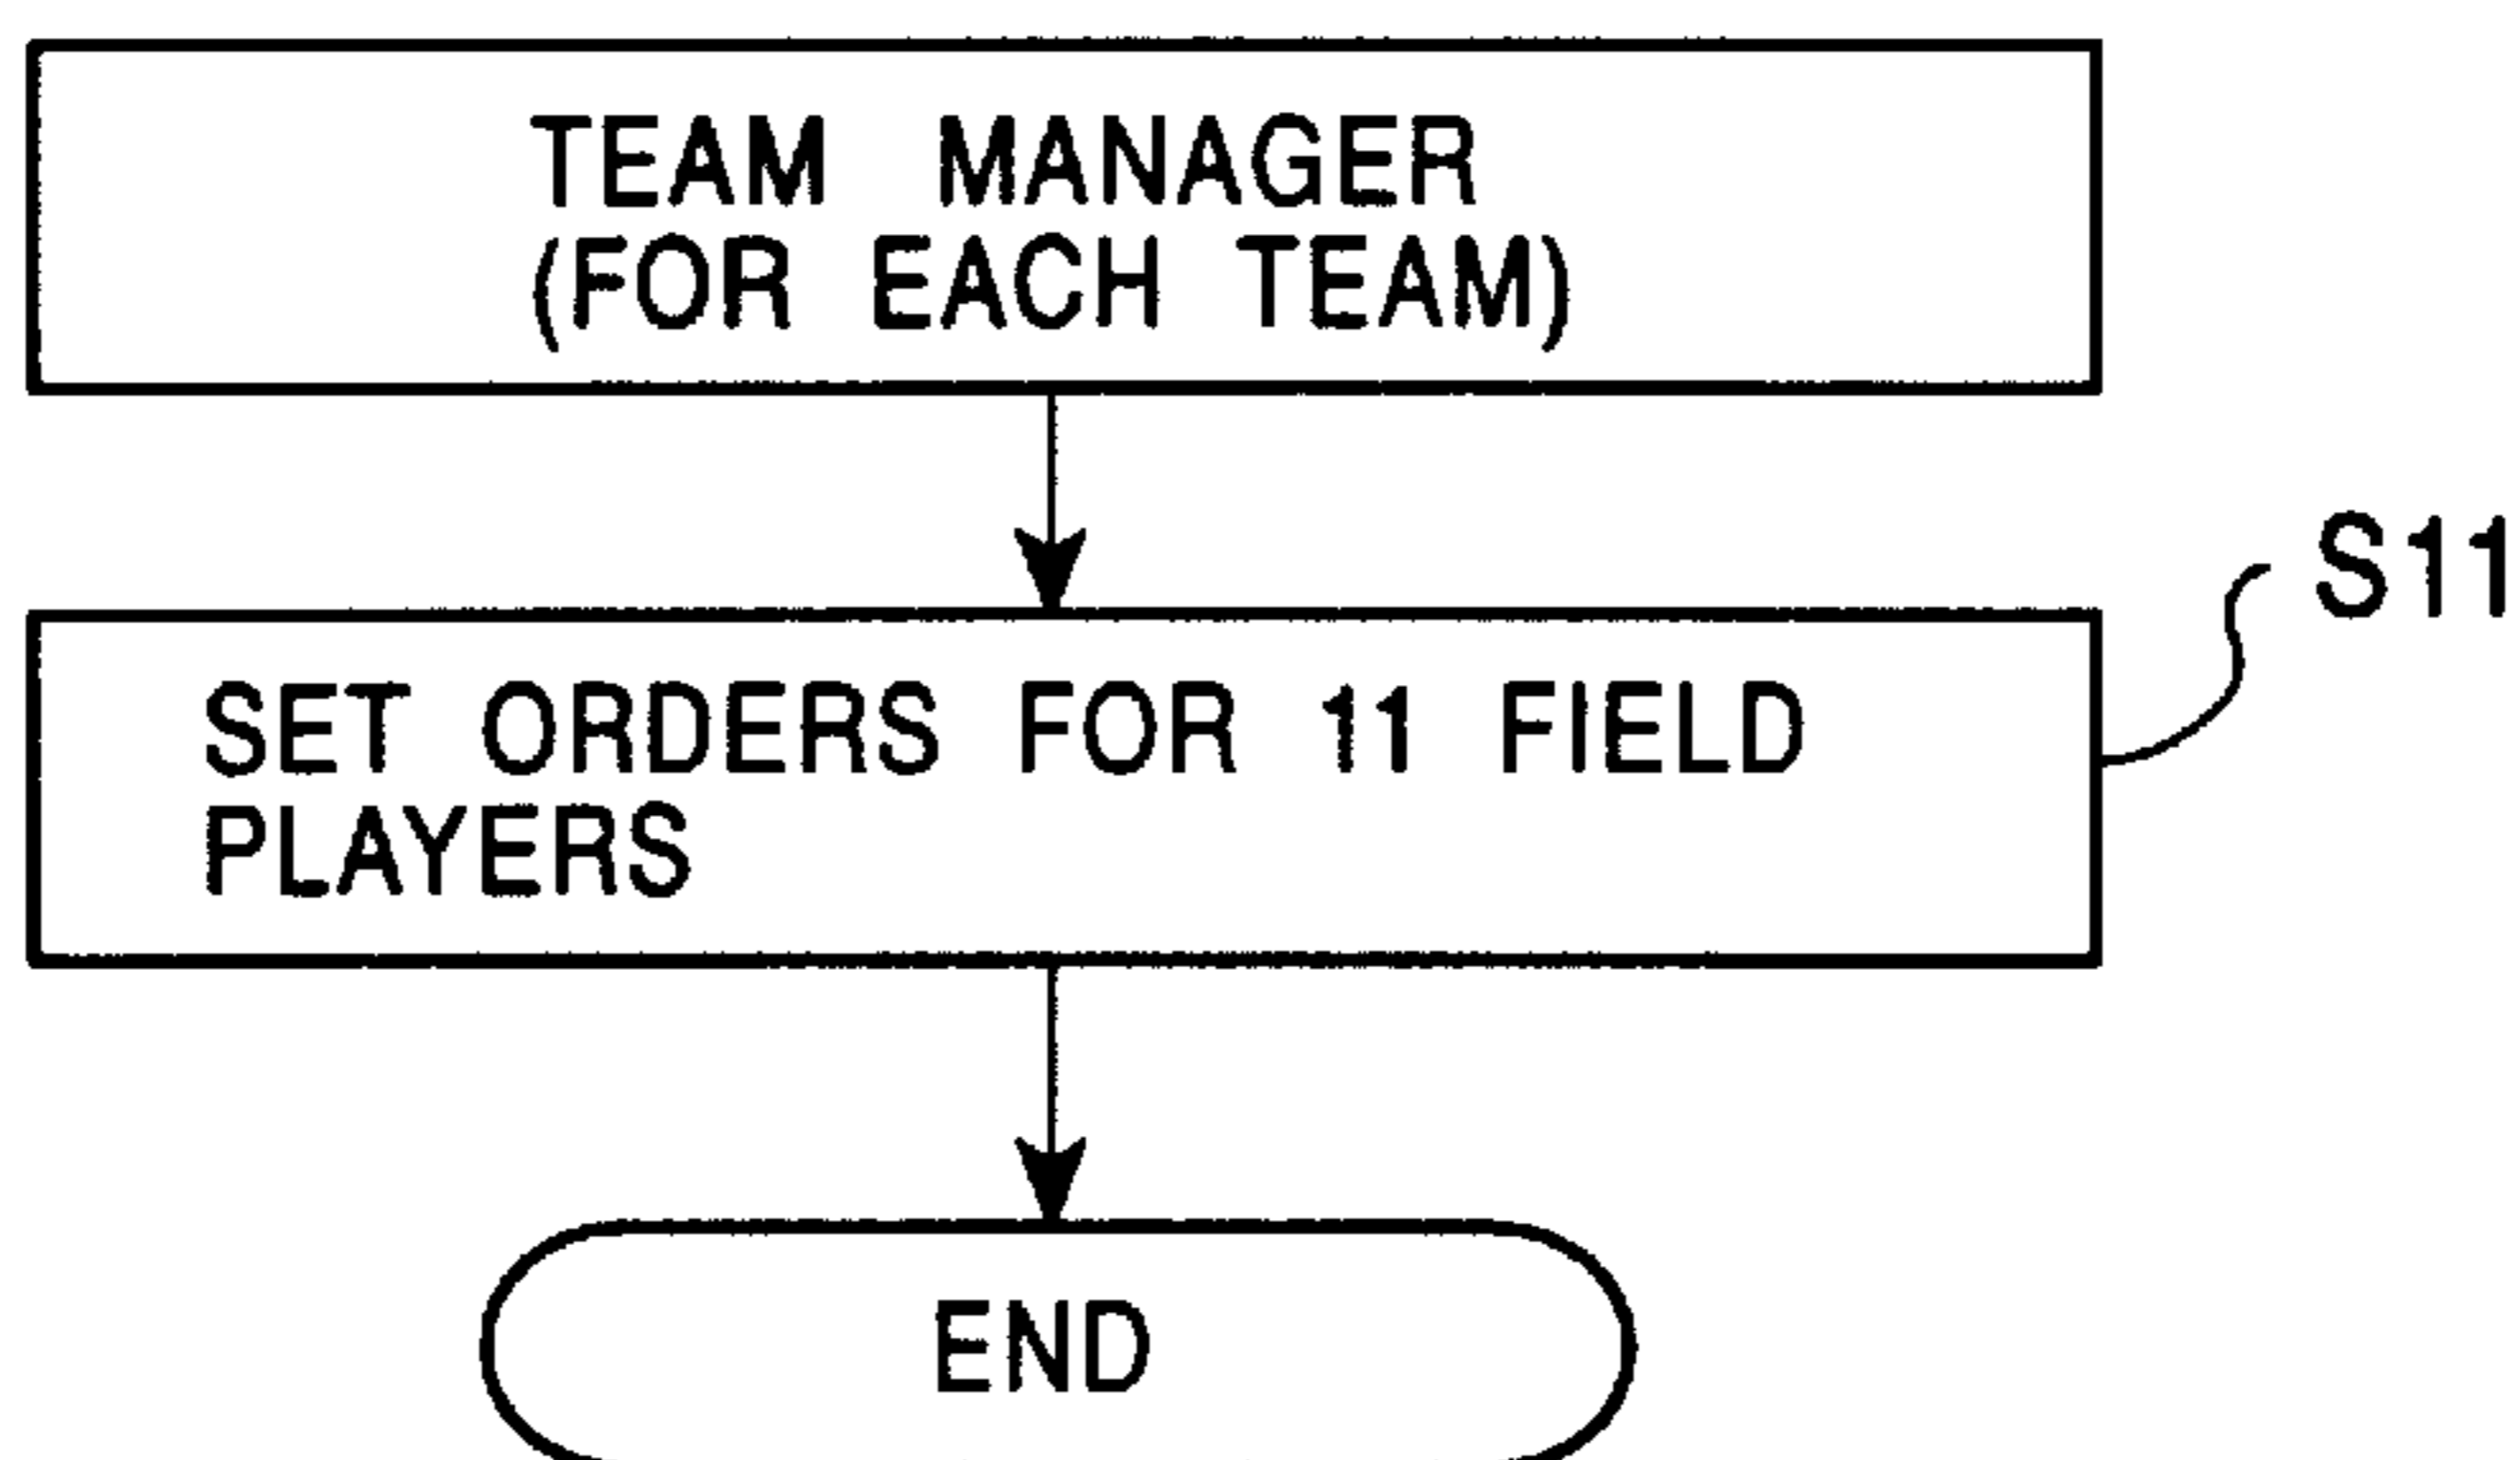 TEAM MANAGER
(FOR EACH TEAM)
S11
SET ORDERS FOR 11 FIELD
PLAYERS
END